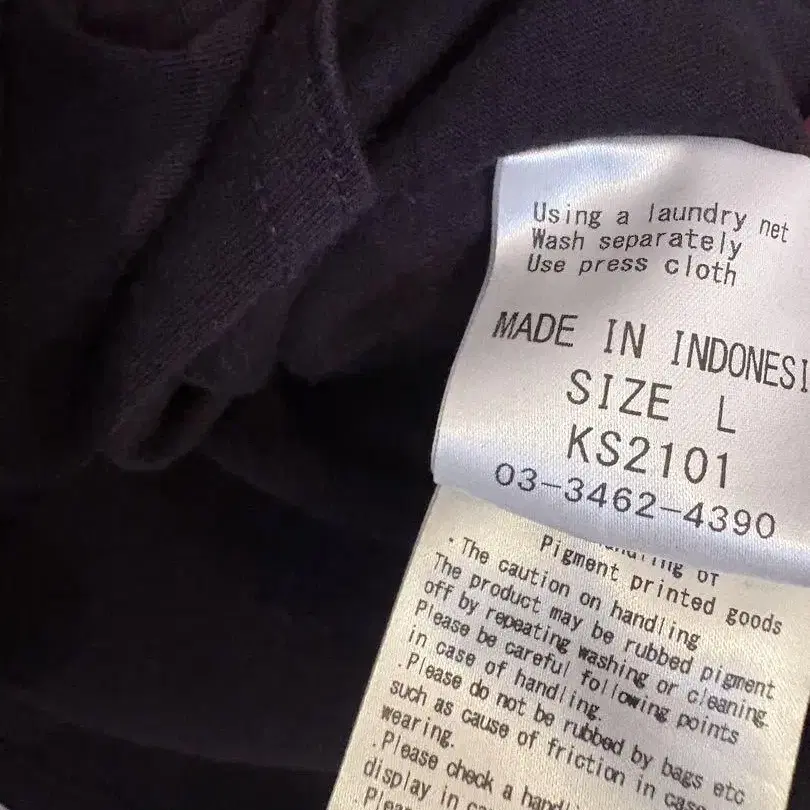 Using a laundry net
Wash separately
Use press cloth
MADE IN INDONESI
SIZE L
KS2101
03-3462-4390
of
Pigment printed goods
. The caution on handling
The product may be rubbed pigment
off by repeating washing or cleaning.
Please be careful following points
in case of handling.
. Please do not be rubbed by bags etc
such as cause of friction in case
wearing.
. Please check a hand
display in